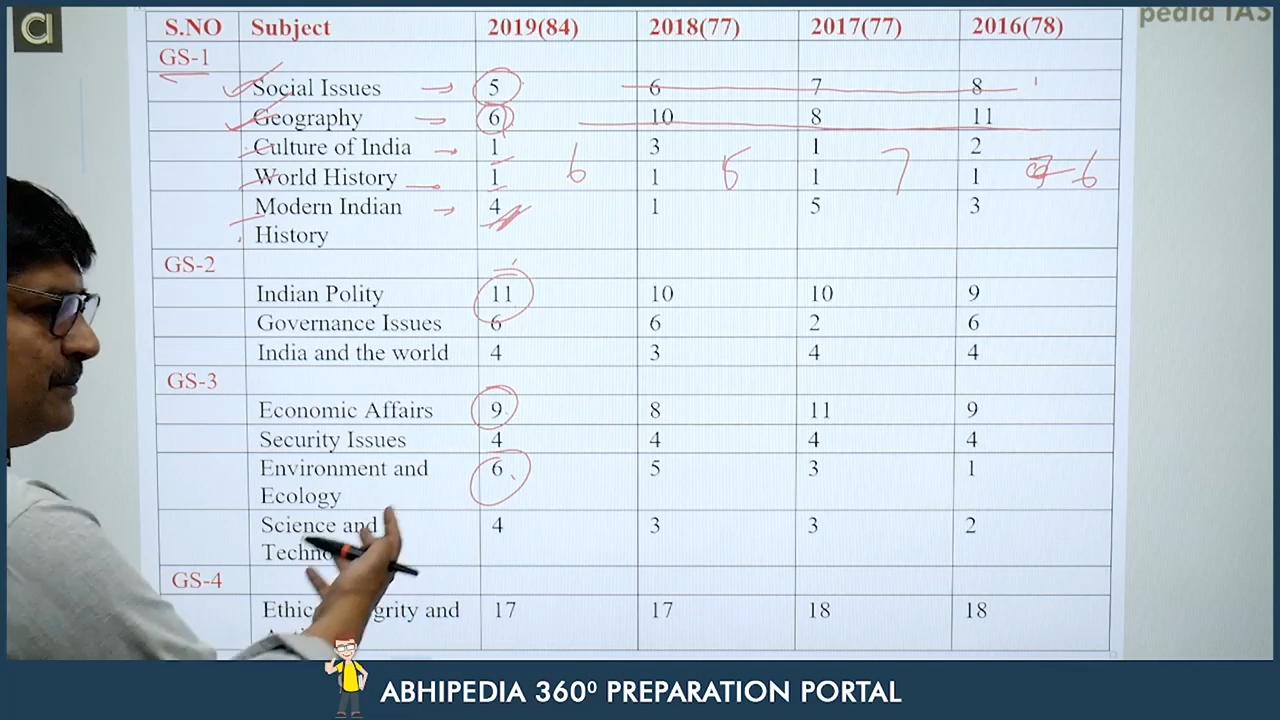 pedia IAS
S.NO Subject 2019(84) 2018(77) 2017(77) 2016(78)
GS-1
Social Issues 5 6 7 8
Geography 6 10 8 11
Culture of India 1 3 1 2
6 7 6
World History 1 1 1 1
Modern Indian 4 1 5 3
History
GS-2
Indian Polity 11 10 10 9
Governance Issues 6 6 2 6
India and the world 4 3 4 4
GS-3
Economic Affairs 9 8 11 9
Security Issues 4 4 4 4
Environment and 6 5 3 1
Ecology
Science and 4 3 3 2
GS-4
and 17 17 18 18
ABHIPEDIA 360⁰ PREPARATION PORTAL